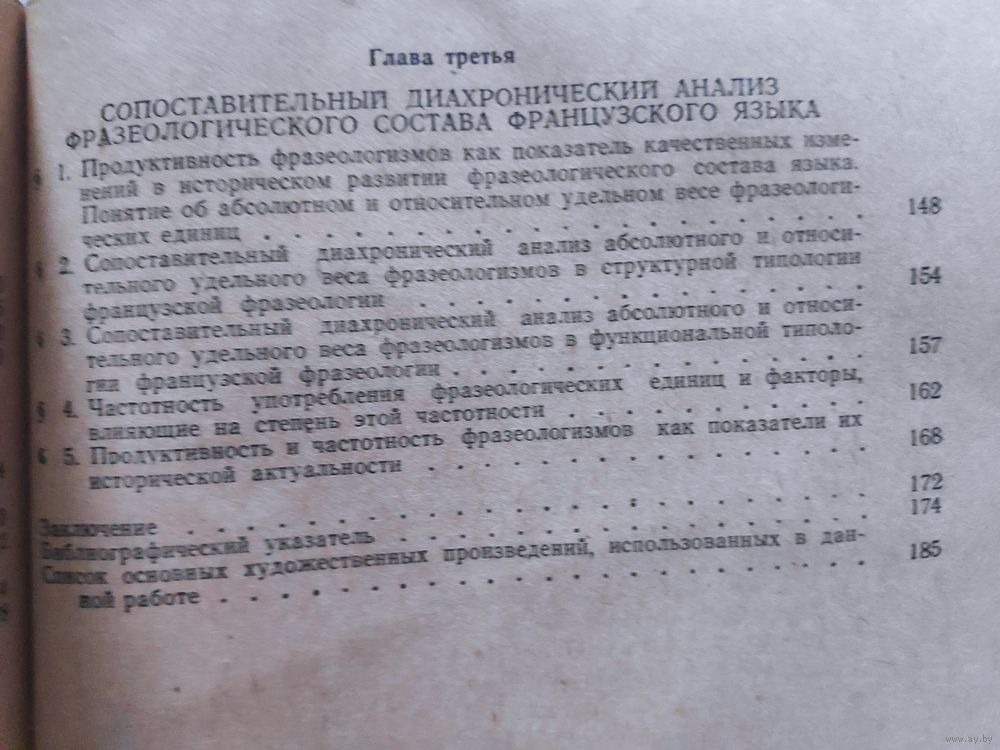 Глава третья
СОПОСТАВИТЕЛЬНЫЙ ДИАХРОНИЧЕСКИЙ АНАЛИЗ
ФРАЗЕОЛОГИЧЕСКОГО СОСТАВА ФРАНЦУЗСКОГО ЯЗЫКА
§ 1. Продуктивность фразеологизмов как показатель качественных изме-
нений в историческом развитии фразеологического состава языка.
Понятие об абсолютном и относительном удельном весе фразеологи-
ческих единиц . . . . . . . . . . . . . . . . . 148
§ 2. Сопоставительный диахронический анализ абсолютного и относи-
тельного удельного веса фразеологизмов в структурной типологии
французской фразеологии . . . . . . . . . . . . . 154
§ 3. Сопоставительный диахронический анализ абсолютного и относи-
тельного удельного веса фразеологизмов в функциональной типоло-
гии французской фразеологии . . . . . . . . . . . . 157
§ 4. Частотность употребления фразеологических единиц и факторы,
влияющие на степень этой частотности . . . . . . . . . 162
§ 5. Продуктивность и частотность фразеологизмов как показатели их
исторической актуальности . . . . . . . . . . . . . 168
Заключение . . . . . . . . . . . . . . . . . . . 172
Библиографический указатель . . . . . . . . . . . . . 174
Список основных художественных произведений, использованных в дан-
ной работе . . . . . . . . . . . . . . . . . . 185
www.ay.by